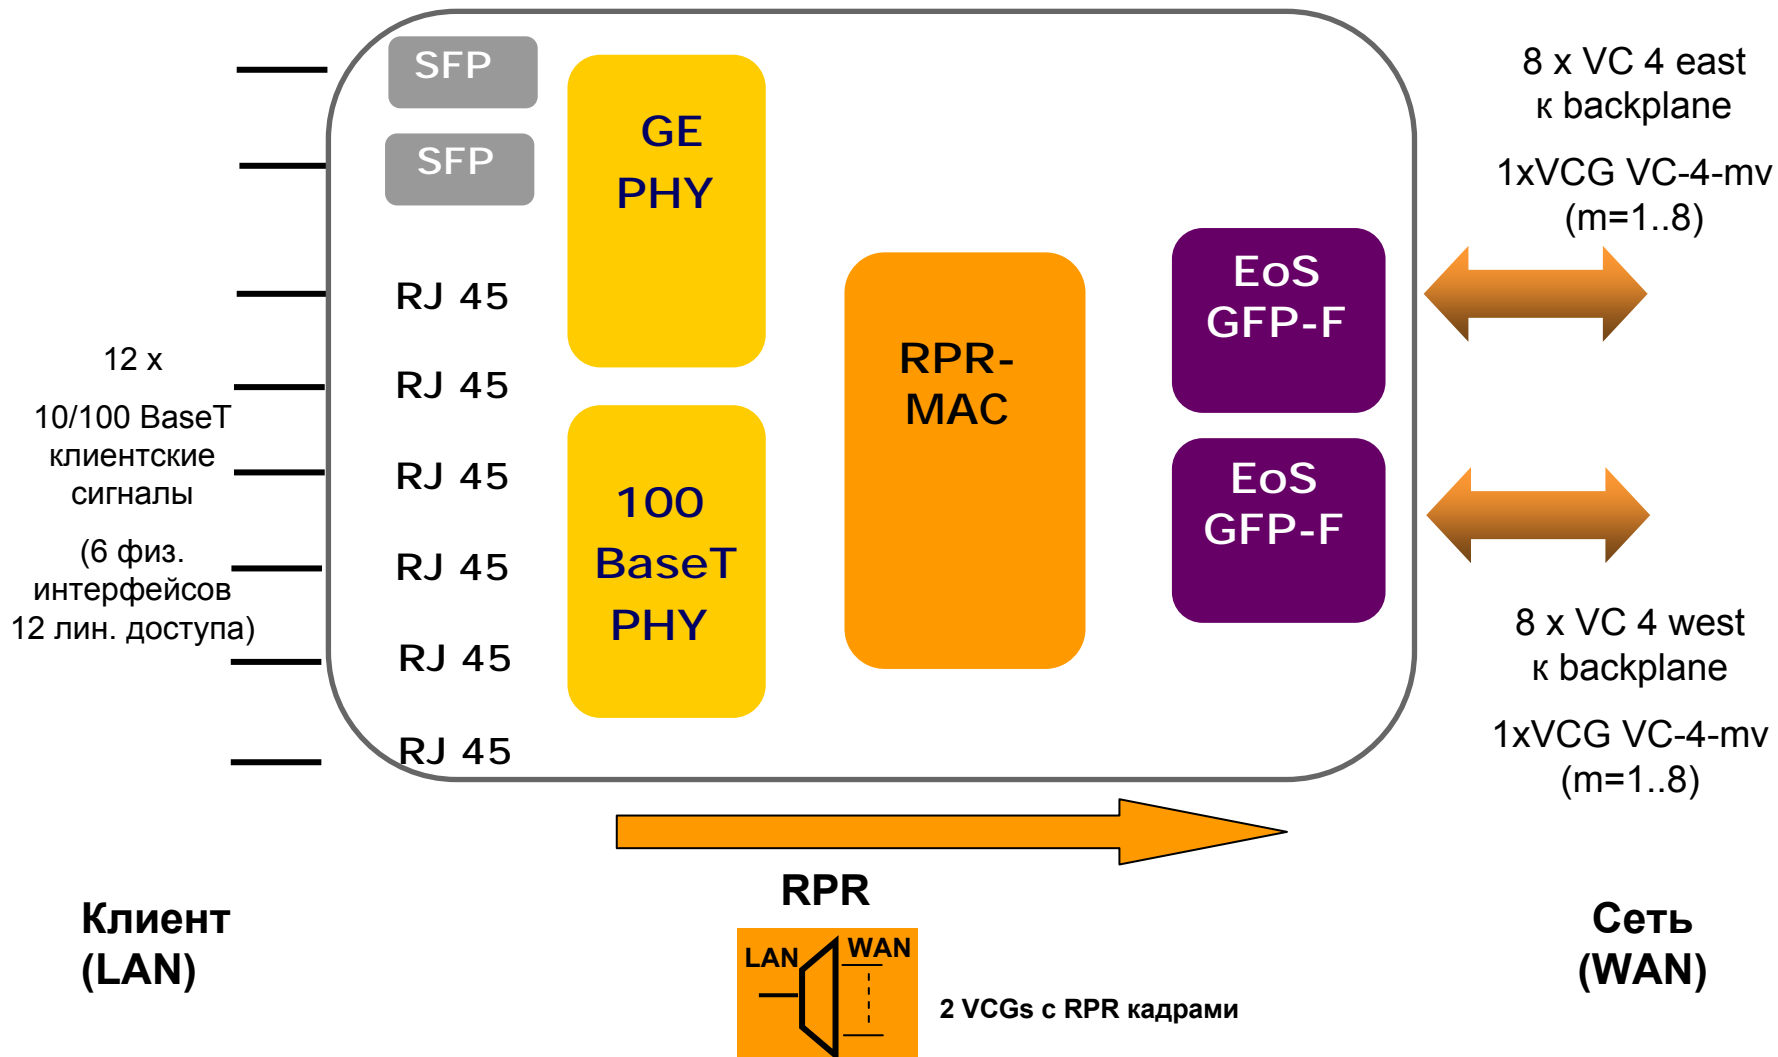 SFP
SFP
GE
PHY
RJ 45
RJ 45
RJ 45
RJ 45
RJ 45
RJ 45
12 x
10/100 BaseT
клиентские
сигналы
(6 физ.
интерфейсов
12 лин. доступа)
100
BaseT
PHY
RPR-
MAC
EoS
GFP-F
EoS
GFP-F
8 x VC 4 east
к backplane
1xVCG VC-4-mv
(m=1..8)
8 x VC 4 west
к backplane
1xVCG VC-4-mv
(m=1..8)
Клиент
(LAN)
RPR
LAN
WAN
2 VCGs с RPR кадрами
Сеть
(WAN)